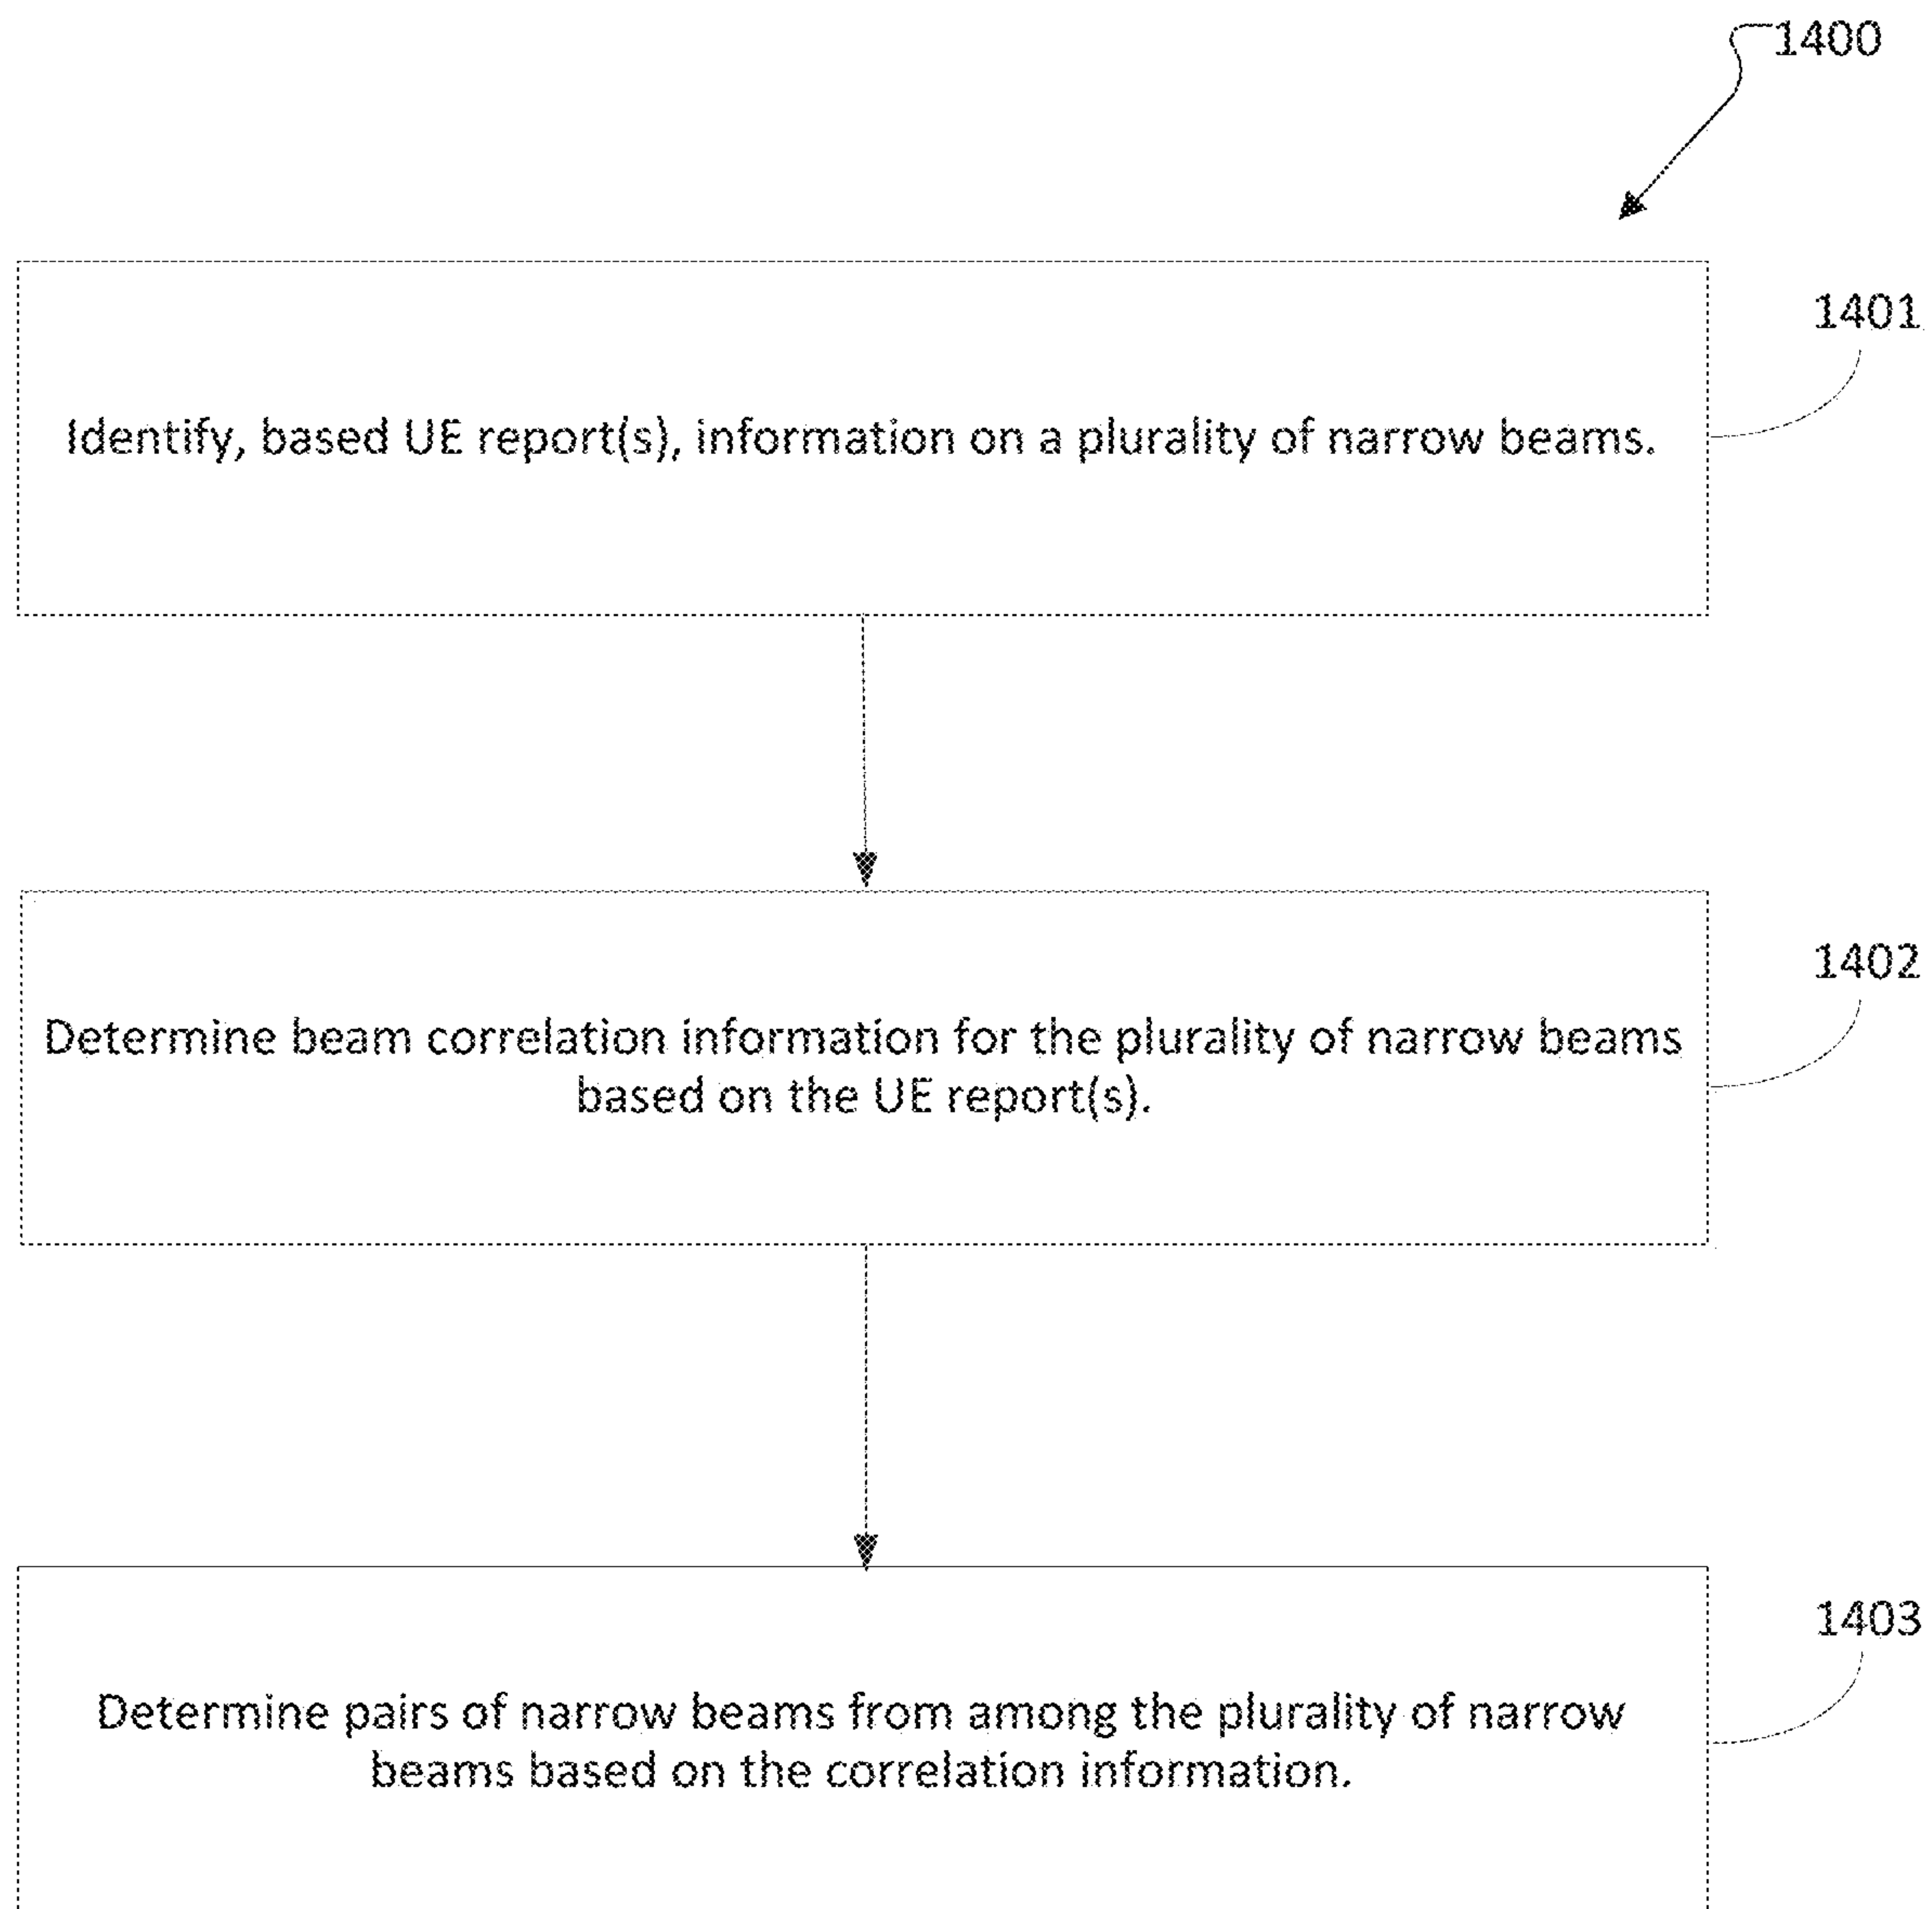 1400
1401
Identify, based UE report(s), information on a plurality of narrow beams.
1402
Determine beam correlation information for the plurality of narrow beams
based on the UE report(s).
1403
Determine pairs of narrow beams from among the plurality of narrow
beams based on the correlation information.